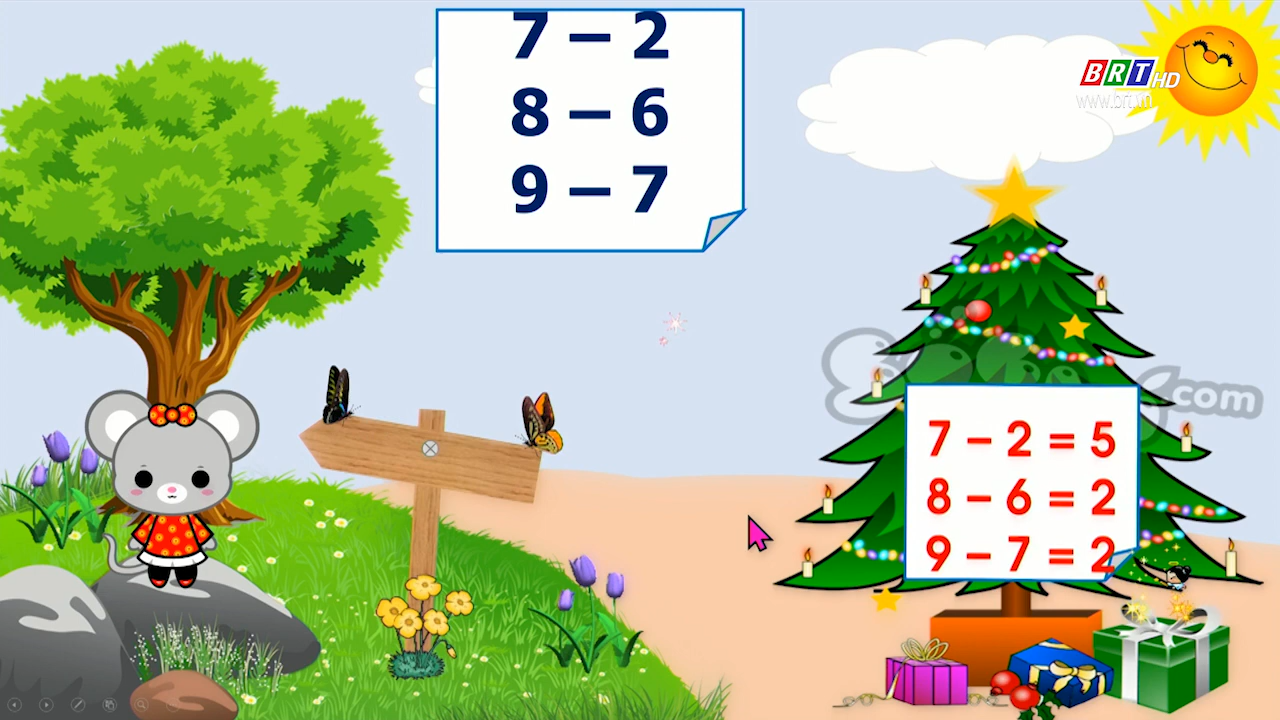 7 – 2
8 – 6
9 – 7
BRT HD
www.brt.vn
com
7 – 2 = 5
8 – 6 = 2
9 – 7 = 2